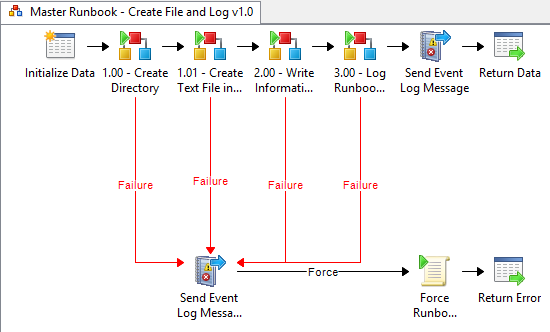 Master Runbook - Create File and Log v1.0
Initialize Data
1.00 - Create
Directory
1.01 - Create
Text File in...
2.00 - Write
Informati...
3.00 - Log
Runboo...
Send Event
Log Message
Return Data
Failure
Failure
Failure
Failure
Force
Send Event
Log Messa...
Force
Runbo...
Return Error